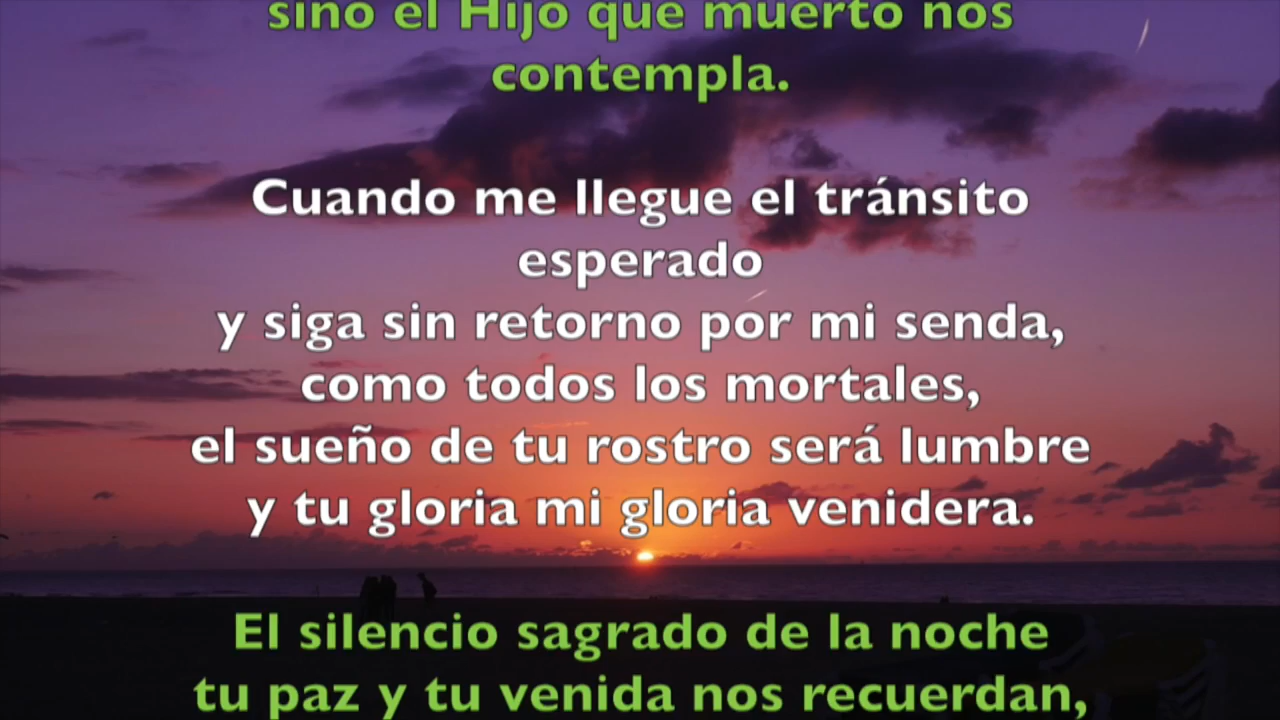 sino el Hijo que muerto nos
contempla.
Cuando me llegue el tránsito
esperado
y siga sin retorno por mi senda,
como todos los mortales,
el sueño de tu rostro será lumbre
y tu gloria mi gloria venidera.
El silencio sagrado de la noche
tu paz y tu venida nos recuerdan,